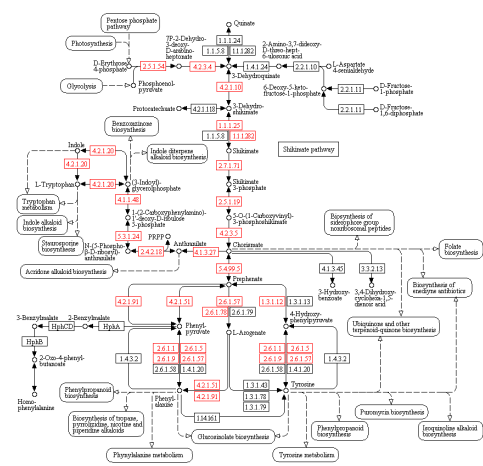 Pentose phosphate
pathway
Quinate
Photosynthesis
7P-2-Dehydro-
3-deoxy-
D-arabino-
heptonate
1.1.1.24
1.1.5.8
1.1.1.282
2-Amino-3,7-dideoxy-
D-threo-hept-
6-ulosonic acid
D-Erythrose
4-phosphate
2.5.1.54
4.2.3.4
1.4.1.24
2.2.1.10
L-Aspartate
4-semialdehyde
Glycolysis
Phosphoenol-
pyruvate
3-Dehydroquinate
4.2.1.10
6-Deoxy-5-keto-
fructose-1-phosphate
2.2.1.11
D-Fructose-
1-phosphate
Protocatechuate
4.2.1.118
3-Dehydro-
shikimate
2.2.1.11
D-Fructose-
1,6-diphosphate
Benzoxazinone
biosynthesis
1.1.1.25
1.1.5.8
1.1.1.282
Indole
4.2.1.20
Indole diterpene
alkaloid biosynthesis
Shikimate
Shikimate pathway
4.2.1.20
2.7.1.71
L-Tryptophan
4.2.1.20
(3-Indoyl)-
glycerolphosphate
Shikimate
3-phosphate
Tryptophan
metabolism
4.1.1.48
2.5.1.19
Indole alkaloid
biosynthesis
1-(2-Carboxyphenylamino)-
1'-deoxy-D-ribulose
5-phosphate
5-O-(1-Carboxyvinyl)-
3-phosphoshikimate
Biosynthesis of
siderophore group
nonribosomal peptides
Staurosporine biosynthesis
5.3.1.24
PRPP
4.2.3.5
N-(5-Phospho-
β-D-ribosyl)-
anthranilate
2.4.2.18
Anthranilate
4.1.3.27
Chorismate
Folate biosynthesis
Acridone alkaloid biosynthesis
5.4.99.5
4.1.3.45
3.3.2.13
Prephenate
3-Hydroxy-
benzoate
3,4-Dihydroxy-
cyclohexa-1,5-
dienoic acid
Biosynthesis of
enediyne antibiotics
4.2.1.91
4.2.1.51
2.6.1.57
2.6.1.78
2.6.1.79
1.3.1.12
1.3.1.13
3-Benzylmalate
2-Benzylmalate
HphCD
HphA
Phenyl-
pyruvate
L-Arogenate
4-Hydroxy-
phenylpyruvate
Ubiquinone and other
terpenoid-quinone biosynthesis
HphB
2-Oxo-4-phenyl-
butanoate
1.4.3.2
2.6.1.1
2.6.1.5
2.6.1.9
2.6.1.57
2.6.1.58
1.4.1.20
2.6.1.1
2.6.1.5
2.6.1.9
2.6.1.57
2.6.1.58
1.4.1.20
1.4.3.2
Phenylpropanoid
biosynthesis
4.2.1.51
4.2.1.91
1.3.1.43
1.3.1.78
1.3.1.79
Tyrosine
Homo-
phenylalanine
Phenyl-
alanine
1.14.16.1
Puromycin biosynthesis
Biosynthesis of tropane,
pyrrolizidine, nicotine and
piperidine alkaloids
Glucosinolate biosynthesis
Phenylpropanoid
biosynthesis
Isoquinoline alkaloid
biosynthesis
Phenylalanine metabolism
Tyrosine metabolism